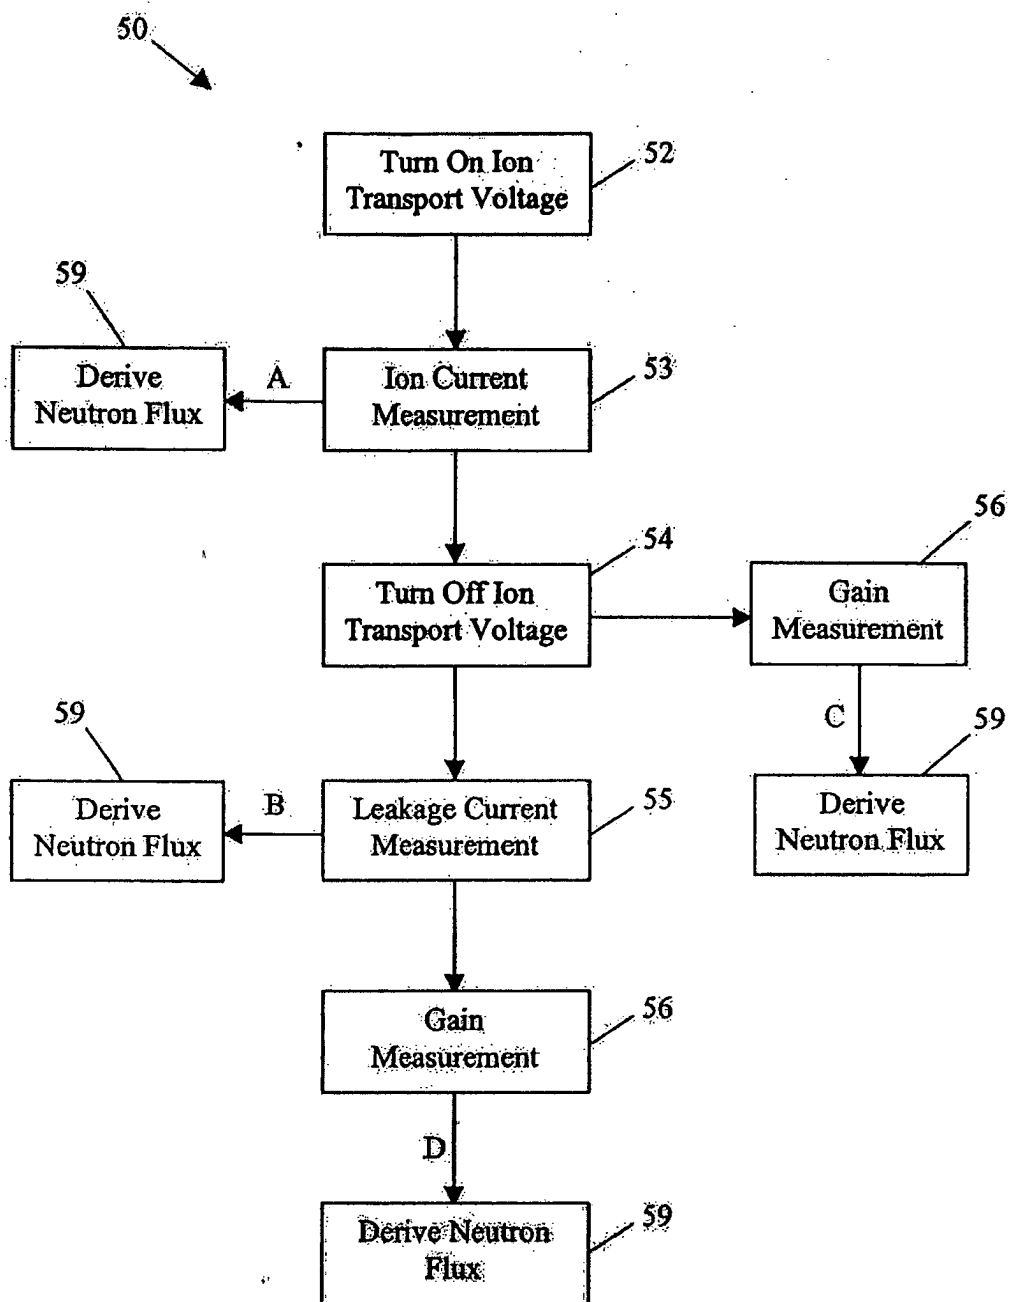 50
Turn On Ion
Transport Voltage
52
59
Derive
Neutron Flux
A
Ion Current
Measurement
53
54
56
Turn Off Ion
Transport Voltage
Gain
Measurement
C
59
59
Derive
Neutron Flux
B
Leakage Current
Measurement
55
Derive
Neutron Flux
Gain
Measurement
56
D
Derive Neutron
Flux
59